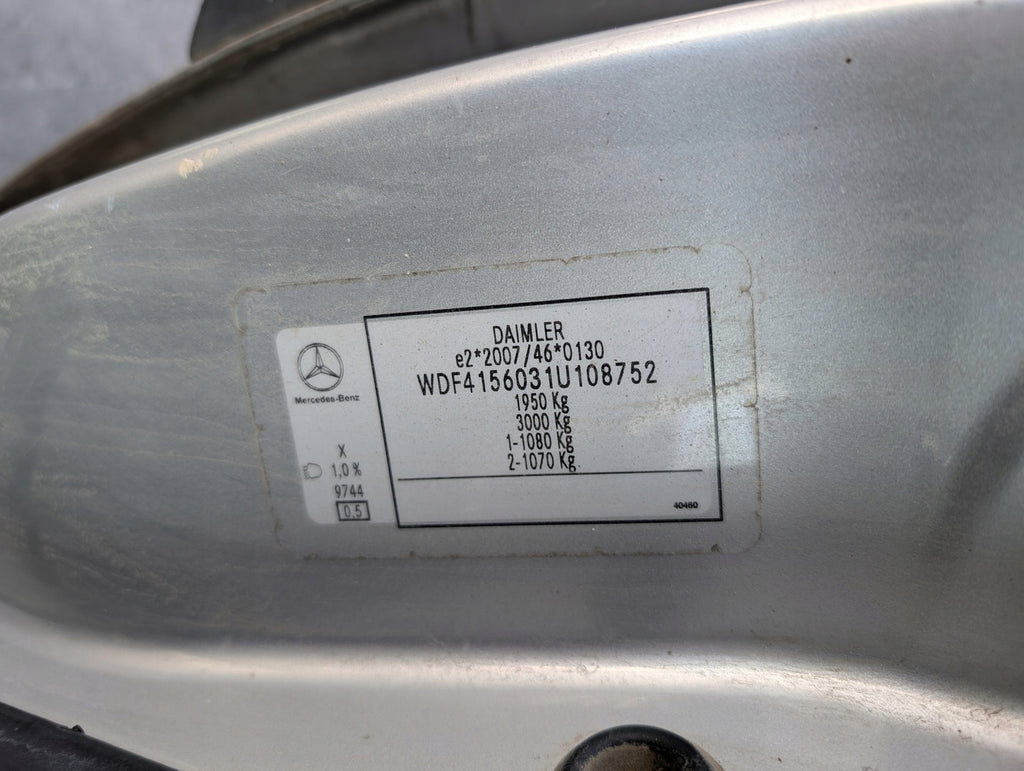 Mercedes-Benz
X
1,0 %
9744
0,5
DAIMLER
e2*2007/46*0130
WDF4156031U108752
1950 Kg
3000 Kg
1-1080 Kg
2-1070 Kg
40460